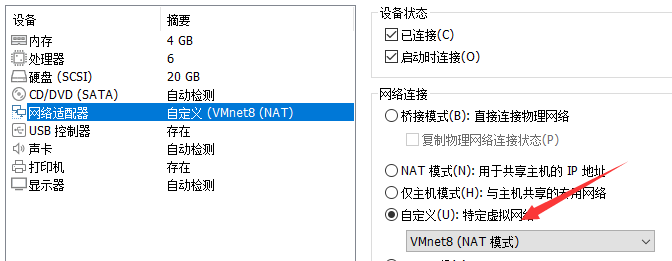 设备 摘要
内存 4 GB
处理器 6
硬盘 (SCSI) 20 GB
CD/DVD (SATA) 自动检测
网络适配器 自定义 (VMnet8 (NAT)
USB 控制器 存在
声卡 自动检测
打印机 存在
显示器 自动检测
设备状态
已连接(C)
启动时连接(O)
网络连接
桥接模式(B): 直接连接物理网络
复制物理网络连接状态(P)
NAT 模式(N): 用于共享主机的 IP 地址
仅主机模式(H): 与主机共享的专用网络
自定义(U): 特定虚拟网络
VMnet8 (NAT 模式)